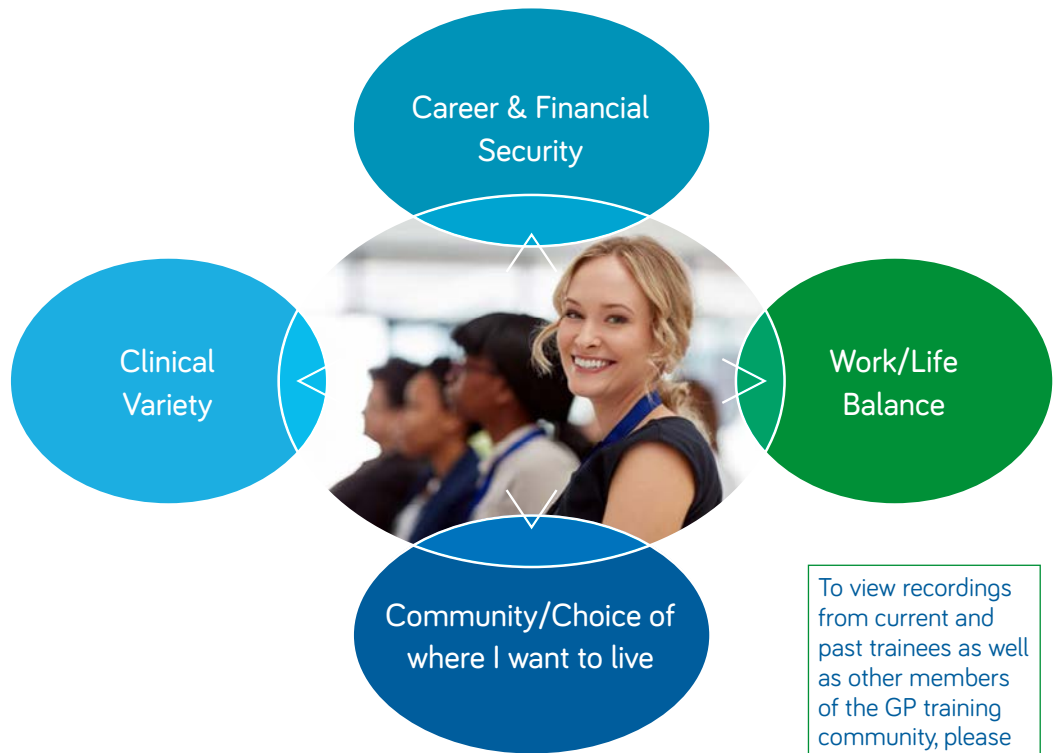 Career & Financial
Security
Clinical
Variety
Work/Life
Balance
Community/Choice of
where I want to live
To view recordings
from current and
past trainees as well
as other members
of the GP training
community, please